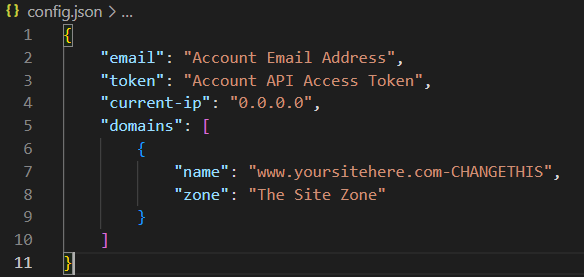 {} config.json > ...
1 {
2 "email": "Account Email Address",
3 "token": "Account API Access Token",
4 "current-ip": "0.0.0.0",
5 "domains": [
6 {
7 "name": "www.yoursitehere.com-CHANGETHIS",
8 "zone": "The Site Zone"
9 }
10 ]
11 }